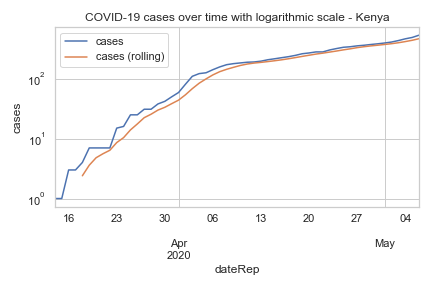 COVID-19 cases over time with logarithmic scale - Kenya
cases
cases (rolling)
cases
10²
10¹
10⁰
16 23 30 06 13 20 27 04
Apr May
2020
dateRep